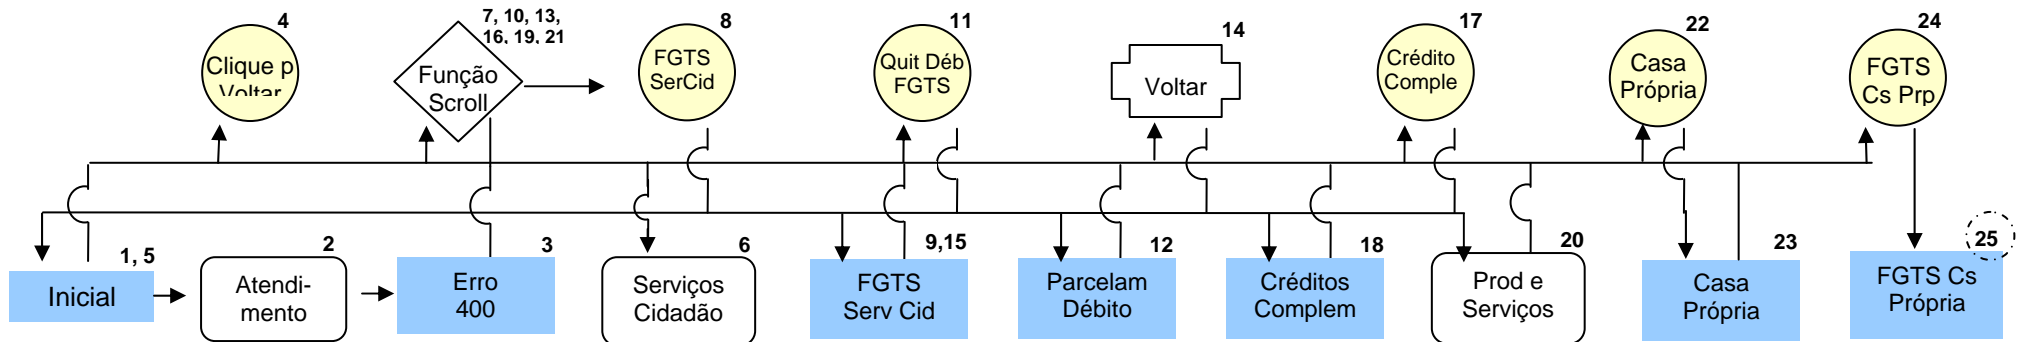 4
Clique p
Voltar
7, 10, 13,
16, 19, 21
Função
Scroll
8
FGTS
SerCid
11
Quit Déb
FGTS
14
Voltar
17
Crédito
Comple
22
Casa
Própria
24
FGTS
Cs Prp
1, 5
Inicial
2
Atendi-
mento
3
Erro
400
6
Serviços
Cidadão
9,15
FGTS
Serv Cid
12
Parcelam
Débito
18
Créditos
Complem
20
Prod e
Serviços
23
Casa
Própria
25
FGTS Cs
Própria